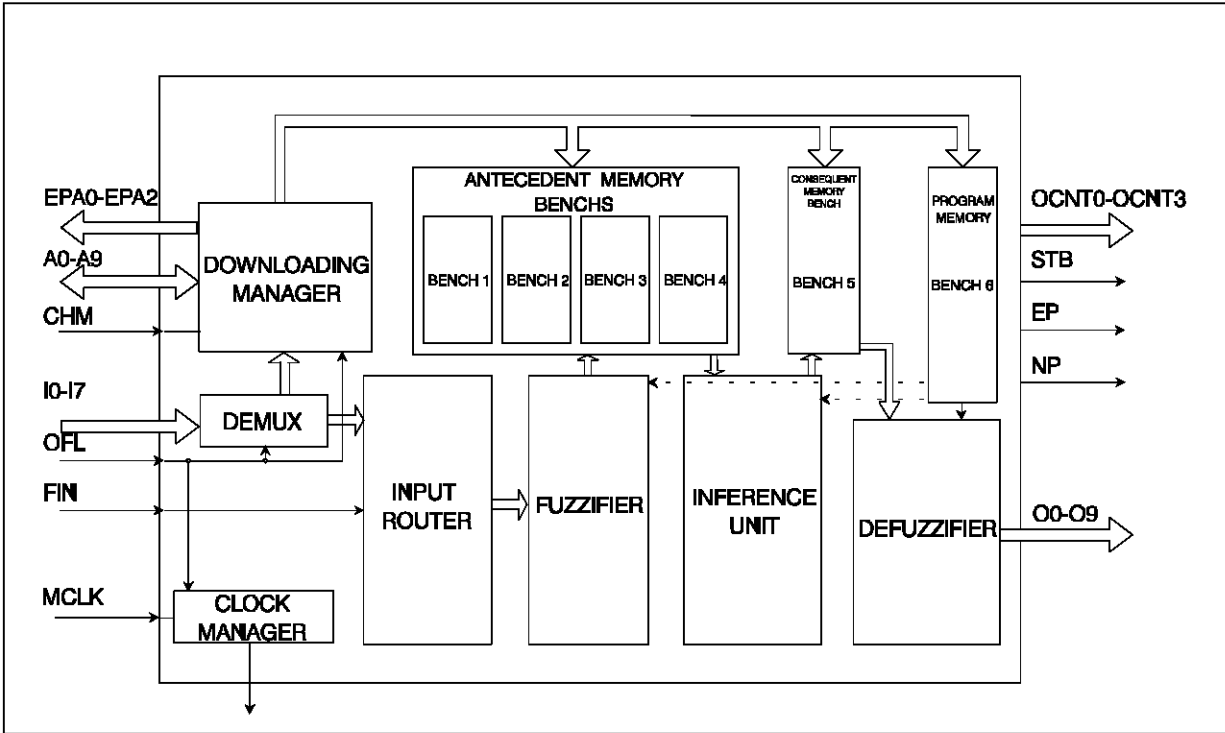 ANTECEDENT MEMORY
BENCHS
BENCH 1
BENCH 2
BENCH 3
BENCH 4
CONSEQUENT
MEMORY
BENCH
BENCH 5
PROGRAM
MEMORY
BENCH 6
EPA0-EPA2
A0-A9
CHM
DOWNLOADING
MANAGER
OCNT0-OCNT3
STB
EP
NP
I0-I7
OFL
FIN
DEMUX
INPUT
ROUTER
FUZZIFIER
INFERENCE
UNIT
DEFUZZIFIER
O0-O9
MCLK
CLOCK
MANAGER